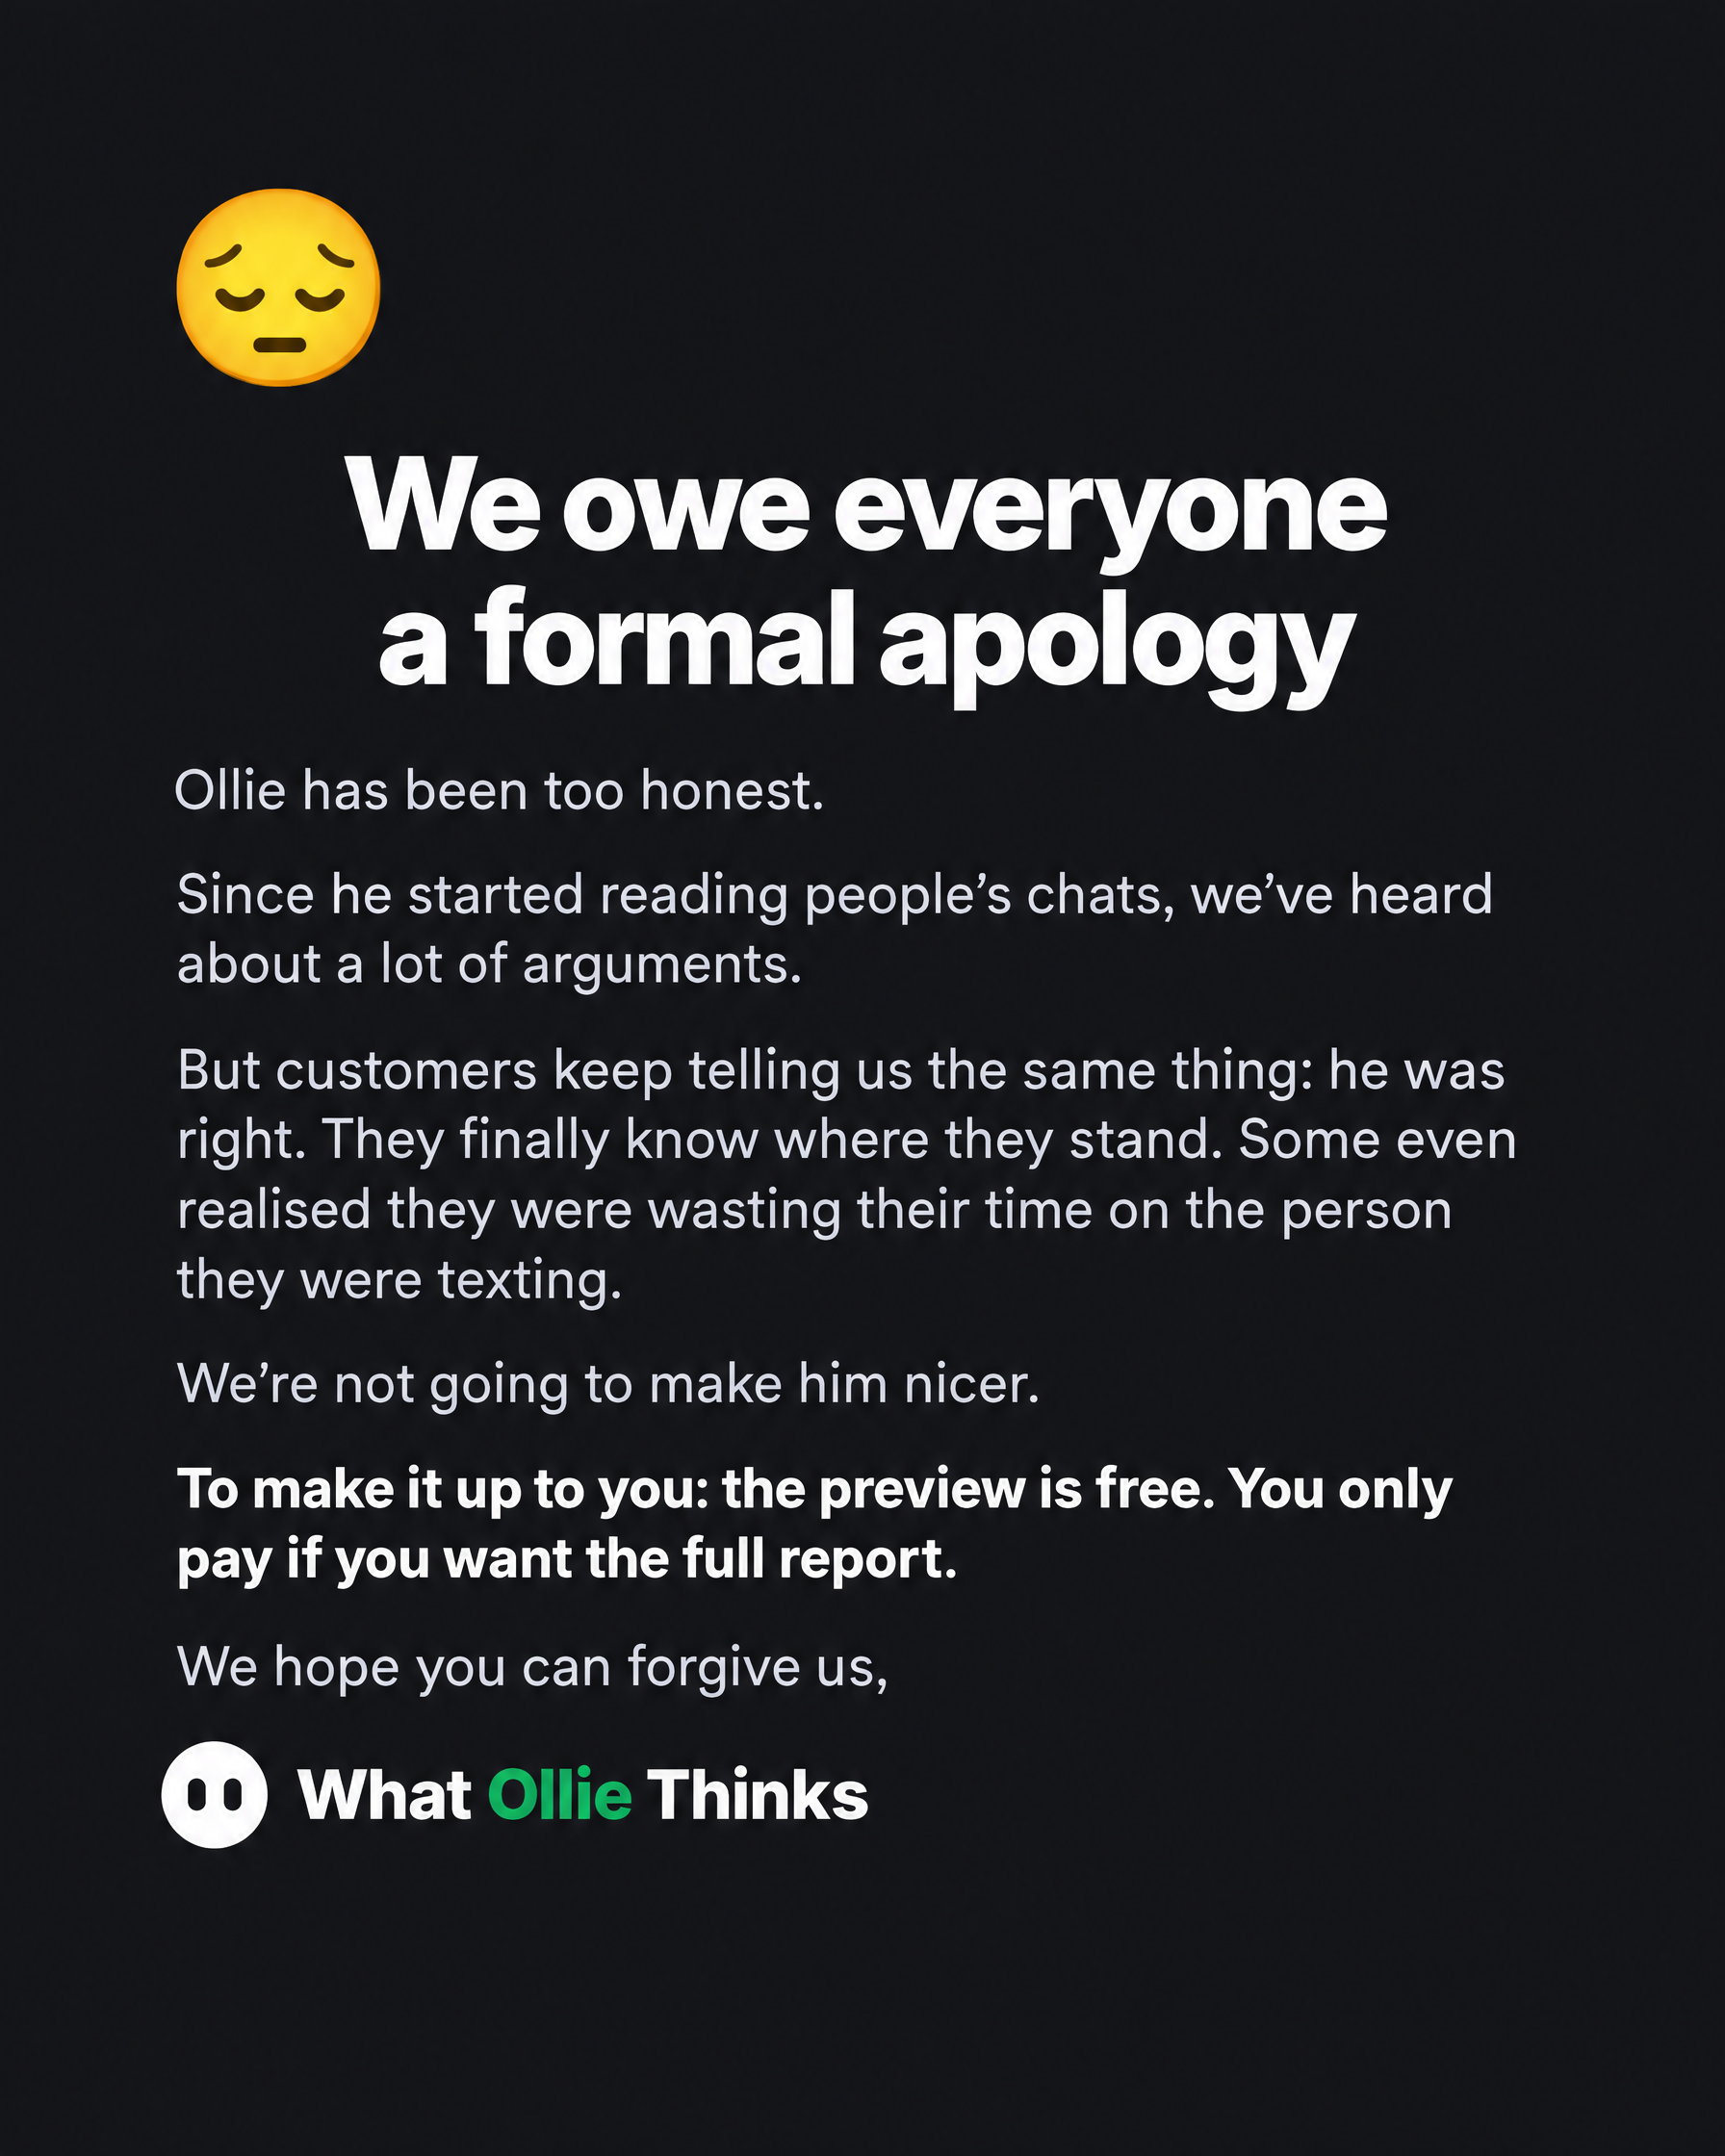 We owe everyone
a formal apology
Ollie has been too honest.
Since he started reading people’s chats, we’ve heard
about a lot of arguments.
But customers keep telling us the same thing: he was
right. They finally know where they stand. Some even
realised they were wasting their time on the person
they were texting.
We’re not going to make him nicer.
To make it up to you: the preview is free. You only
pay if you want the full report.
We hope you can forgive us,
What Ollie Thinks